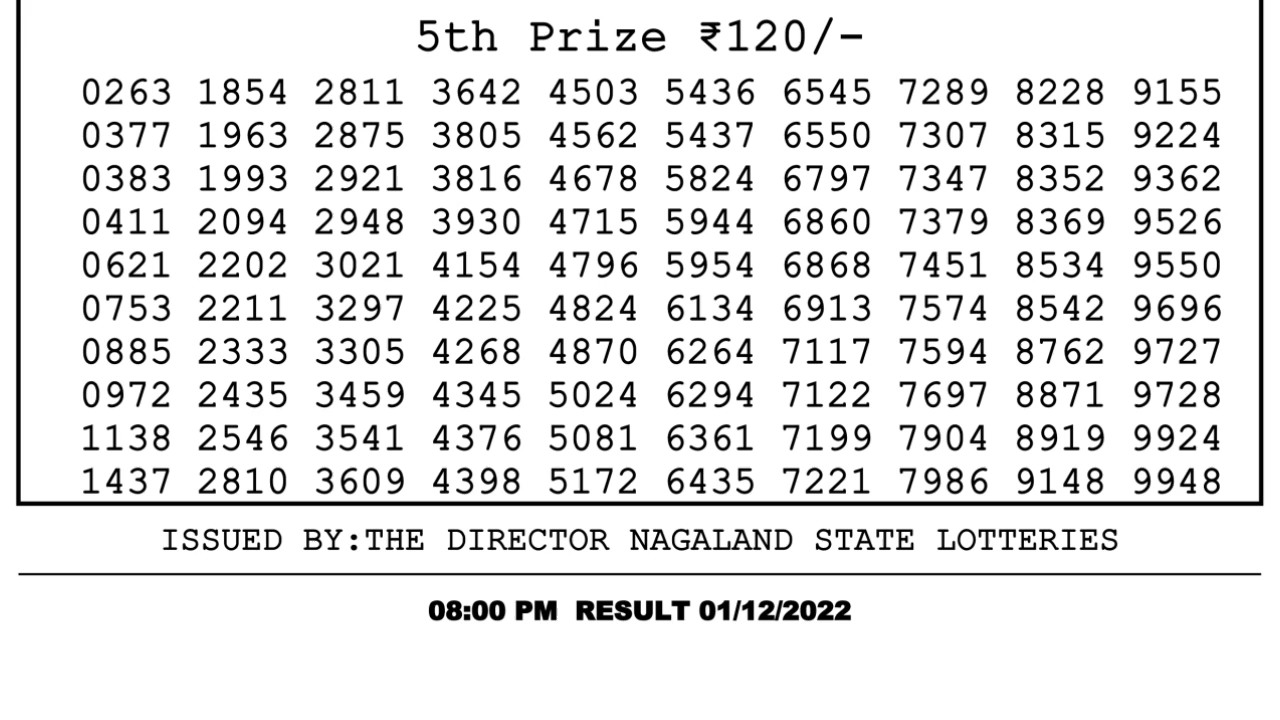 5th Prize ₹120/-
0263 1854 2811 3642 4503 5436 6545 7289 8228 9155
0377 1963 2875 3805 4562 5437 6550 7307 8315 9224
0383 1993 2921 3816 4678 5824 6797 7347 8352 9362
0411 2094 2948 3930 4715 5944 6860 7379 8369 9526
0621 2202 3021 4154 4796 5954 6868 7451 8534 9550
0753 2211 3297 4225 4824 6134 6913 7574 8542 9696
0885 2333 3305 4268 4870 6264 7117 7594 8762 9727
0972 2435 3459 4345 5024 6294 7122 7697 8871 9728
1138 2546 3541 4376 5081 6361 7199 7904 8919 9924
1437 2810 3609 4398 5172 6435 7221 7986 9148 9948
ISSUED BY:THE DIRECTOR NAGALAND STATE LOTTERIES
08:00 PM RESULT 01/12/2022